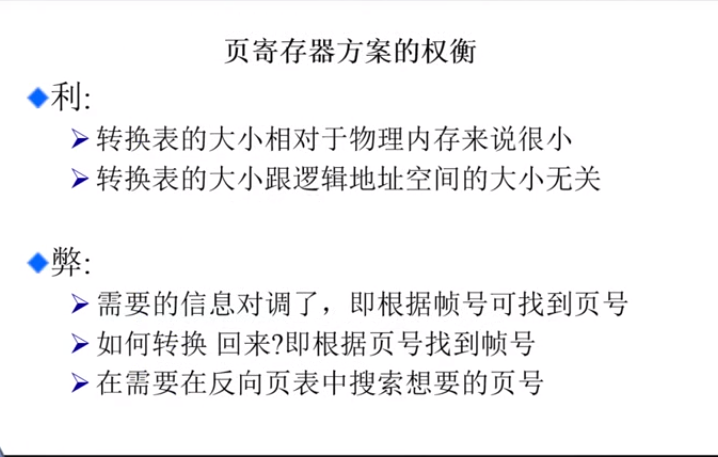 页寄存器方案的权衡
利:
转换表的大小相对于物理内存来说很小
转换表的大小跟逻辑地址空间的大小无关
弊:
需要的信息对调了，即根据帧号可找到页号
如何转换 回来?即根据页号找到帧号
在需要在反向页表中搜索想要的页号